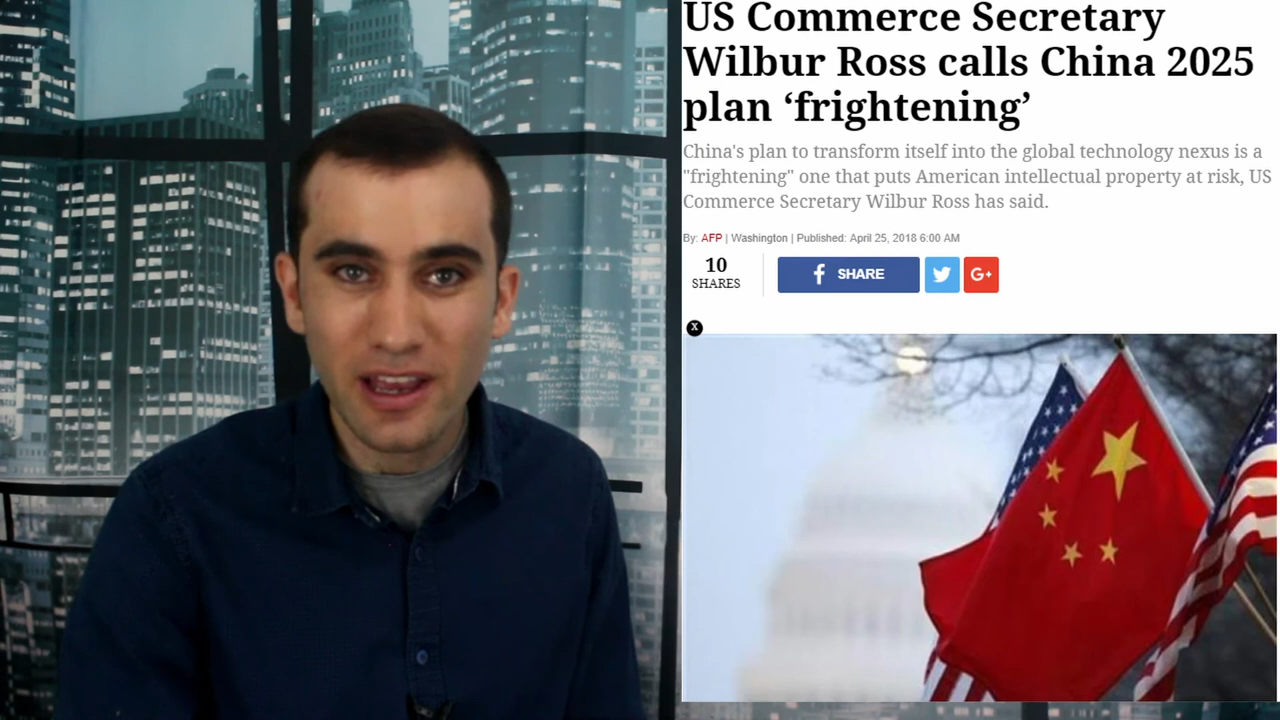 US Commerce Secretary
Wilbur Ross calls China 2025
plan ‘frightening’
China's plan to transform itself into the global technology nexus is a
"frightening" one that puts American intellectual property at risk, US
Commerce Secretary Wilbur Ross has said.
By: AFP | Washington | Published: April 25, 2018 6:00 AM
10
SHARES
f SHARE
G+
X